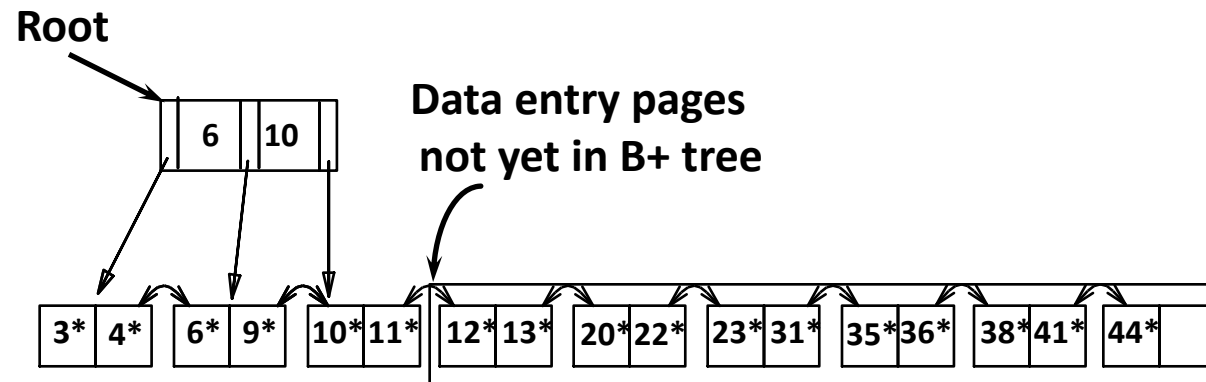 Root
Data entry pages
not yet in B+ tree
6 10
3* 4* 6* 9* 10* 11* 12* 13* 20* 22* 23* 31* 35* 36* 38* 41* 44*